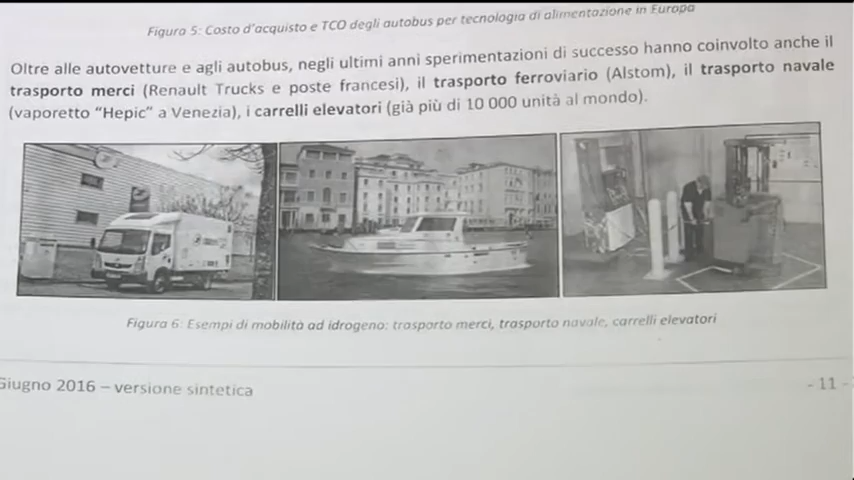 Figura 5: Costo d'acquisto e TCO degli autobus per tecnologia di alimentazione in Europa
Oltre alle autovetture e agli autobus, negli ultimi anni sperimentazioni di successo hanno coinvolto anche il
trasporto merci (Renault Trucks e poste francesi), il trasporto ferroviario (Alstom), il trasporto navale
(vaporetto "Hepic" a Venezia), i carrelli elevatori (già più di 10 000 unità al mondo).
Figura 6: Esempi di mobilità ad idrogeno: trasporto merci, trasporto navale, carrelli elevatori
Giugno 2016 – versione sintetica
- 11 -